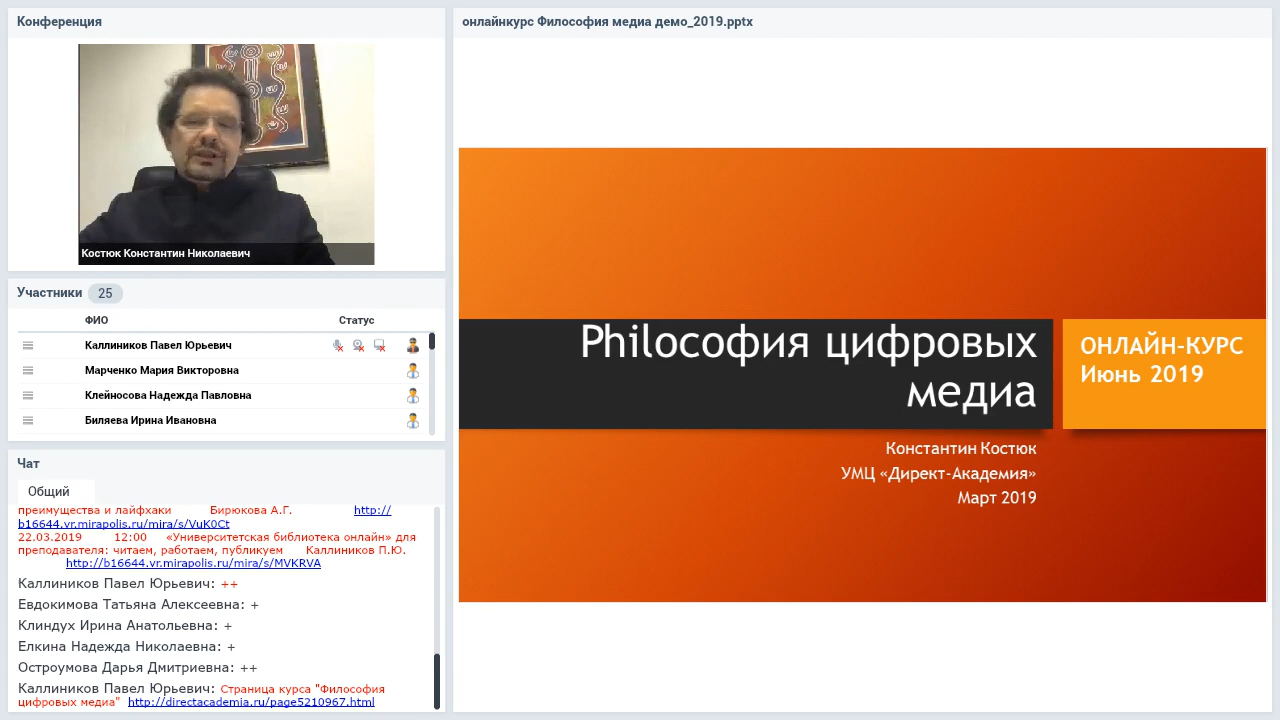 Конференция
Костюк Константин Николаевич
Участники 25
ФИО Статус
Каллиников Павел Юрьевич
Марченко Мария Викторовна
Клейносова Надежда Павловна
Биляева Ирина Ивановна
Чат
Общий
преимущества и лайфхаки Бирюкова А.Г. http://
b16644.vr.mirapolis.ru/mira/s/VuK0Ct
22.03.2019 12:00 «Университетская библиотека онлайн» для
преподавателя: читаем, работаем, публикуем Каллиников П.Ю.
http://b16644.vr.mirapolis.ru/mira/s/MVKRVA
Каллиников Павел Юрьевич: ++
Евдокимова Татьяна Алексеевна: +
Клиндух Ирина Анатольевна: +
Елкина Надежда Николаевна: +
Остроумова Дарья Дмитриевна: ++
Каллиников Павел Юрьевич: Страница курса "Философия
цифровых медиа" http://directacademia.ru/page5210967.html
онлайнкурс Философия медиа демо_2019.pptx
Philософия цифровых
медиа
ОНЛАЙН-КУРС
Июнь 2019
Константин Костюк
УМЦ «Директ-Академия»
Март 2019